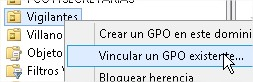 Vigilantes
Villano
Crear un GPO en este domini
Objeto
Vincular un GPO existente...
Filtros
Bloquear herencia